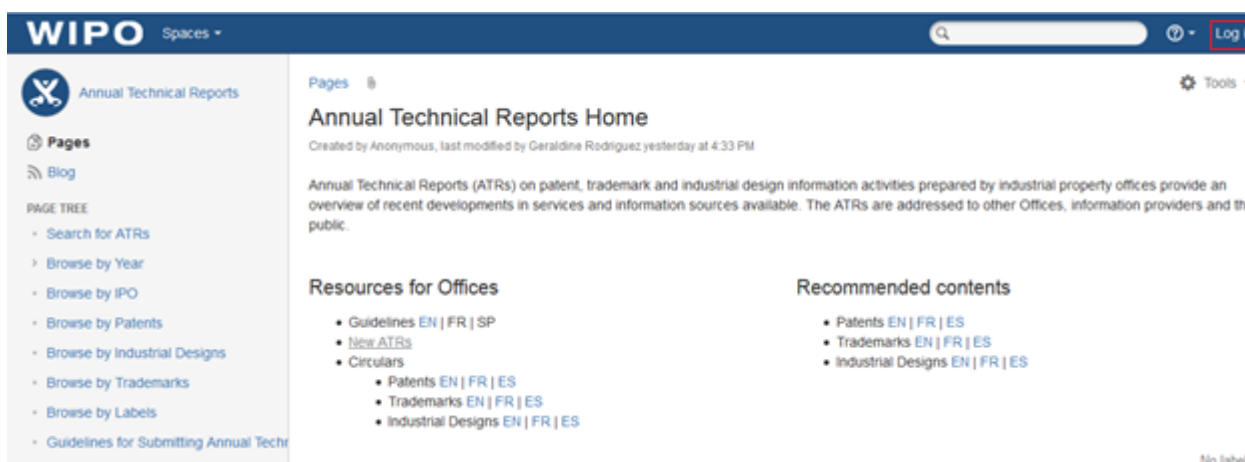 WIPO Spaces
Log
Annual Technical Reports
Pages
Blog
PAGE TREE
Search for ATRs
Browse by Year
Browse by IPO
Browse by Patents
Browse by Industrial Designs
Browse by Trademarks
Browse by Labels
Guidelines for Submitting Annual Techn
Pages
Tools
Annual Technical Reports Home
Created by Anonymous, last modified by Geraldine Rodriguez yesterday at 4:33 PM
Annual Technical Reports (ATRs) on patent, trademark and industrial design information activities prepared by industrial property offices provide an
overview of recent developments in services and information sources available. The ATRs are addressed to other Offices, information providers and th
public.
Resources for Offices
• Guidelines EN | FR | SP
• New ATRs
• Circulars
• Patents EN | FR | ES
• Trademarks EN | FR | ES
• Industrial Designs EN | FR | ES
Recommended contents
• Patents EN | FR | ES
• Trademarks EN | FR | ES
• Industrial Designs EN | FR | ES